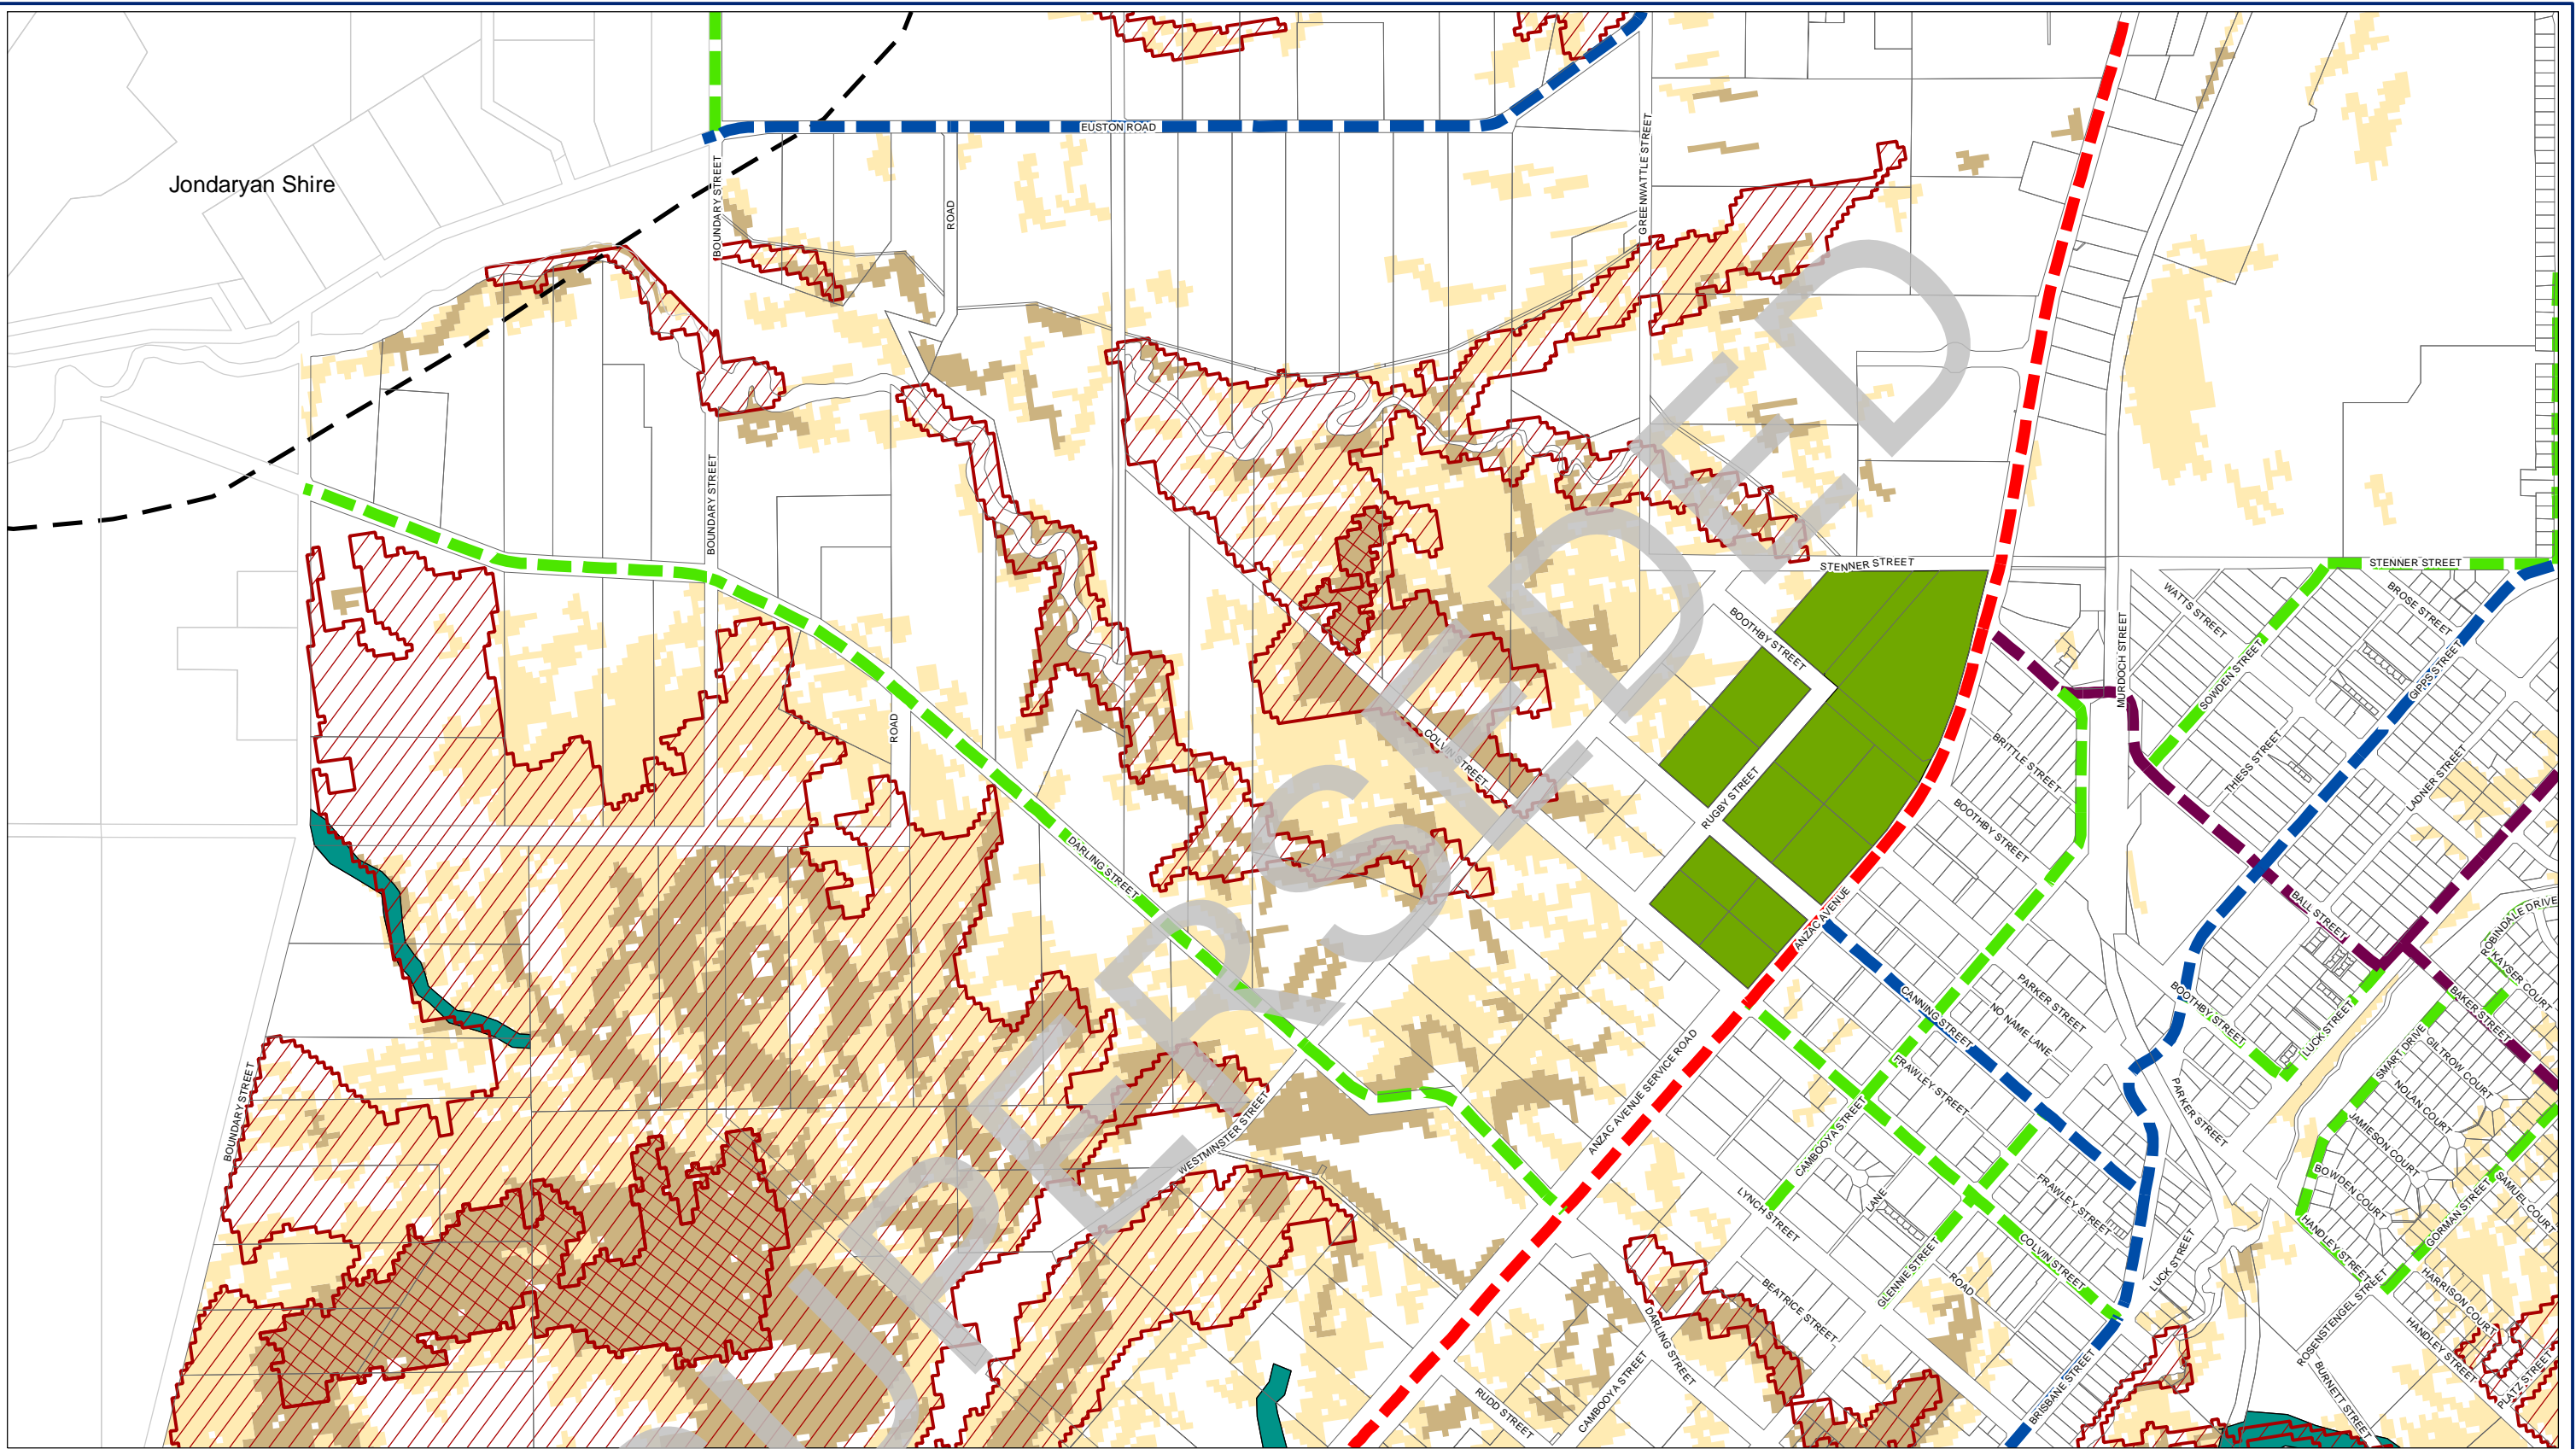 EUSTON ROAD
Jondaryan Shire
BOUNDARY STREET
ROAD
GREENWATTLE STREET
BOUNDARY STREET
STENNER STREET
STENNER STREET
WATTS STREET
BROSE STREET
BOOTHBY STREET
MURDOCH STREET
SOWDEN STREET
GIPPS STREET
ROAD
COLVIN STREET
BRITTLE STREET
THIESS STREET
LADNER STREET
RUGBY STREET
BOOTHBY STREET
DARLING STREET
ANZAC AVENUE
BALL STREET
ROBINDALE DRIVE
KAYSER COURT
CANNING STREET
PARKER STREET
NO NAME LANE
BOOTHBY STREET
LUCK STREET
BAKER STREET
SMART DRIVE
GILTROW COURT
NOLAN COURT
ANZAC AVENUE SERVICE ROAD
FRAWLEY STREET
PARKER STREET
JAMIESON COURT
BOUNDARY STREET
WESTMINSTER STREET
CAMBOOYA STREET
BOWDEN COURT
SAMUEL COURT
LYNCH STREET
LANE
FRAWLEY STREET
GORMAN STREET
HANDLEY STREET
COLVIN STREET
LUCK STREET
GLENNIE STREET
ROAD
BEATRICE STREET
HARRISON COURT
ROSENSTENGEL STREET
HANDLEY STREET
DARLING STREET
CAMBOOYA STREET
RUDD STREET
BRISBANE STREET
BURNETT STREET
PLATZ STREET
SUPERSEDED